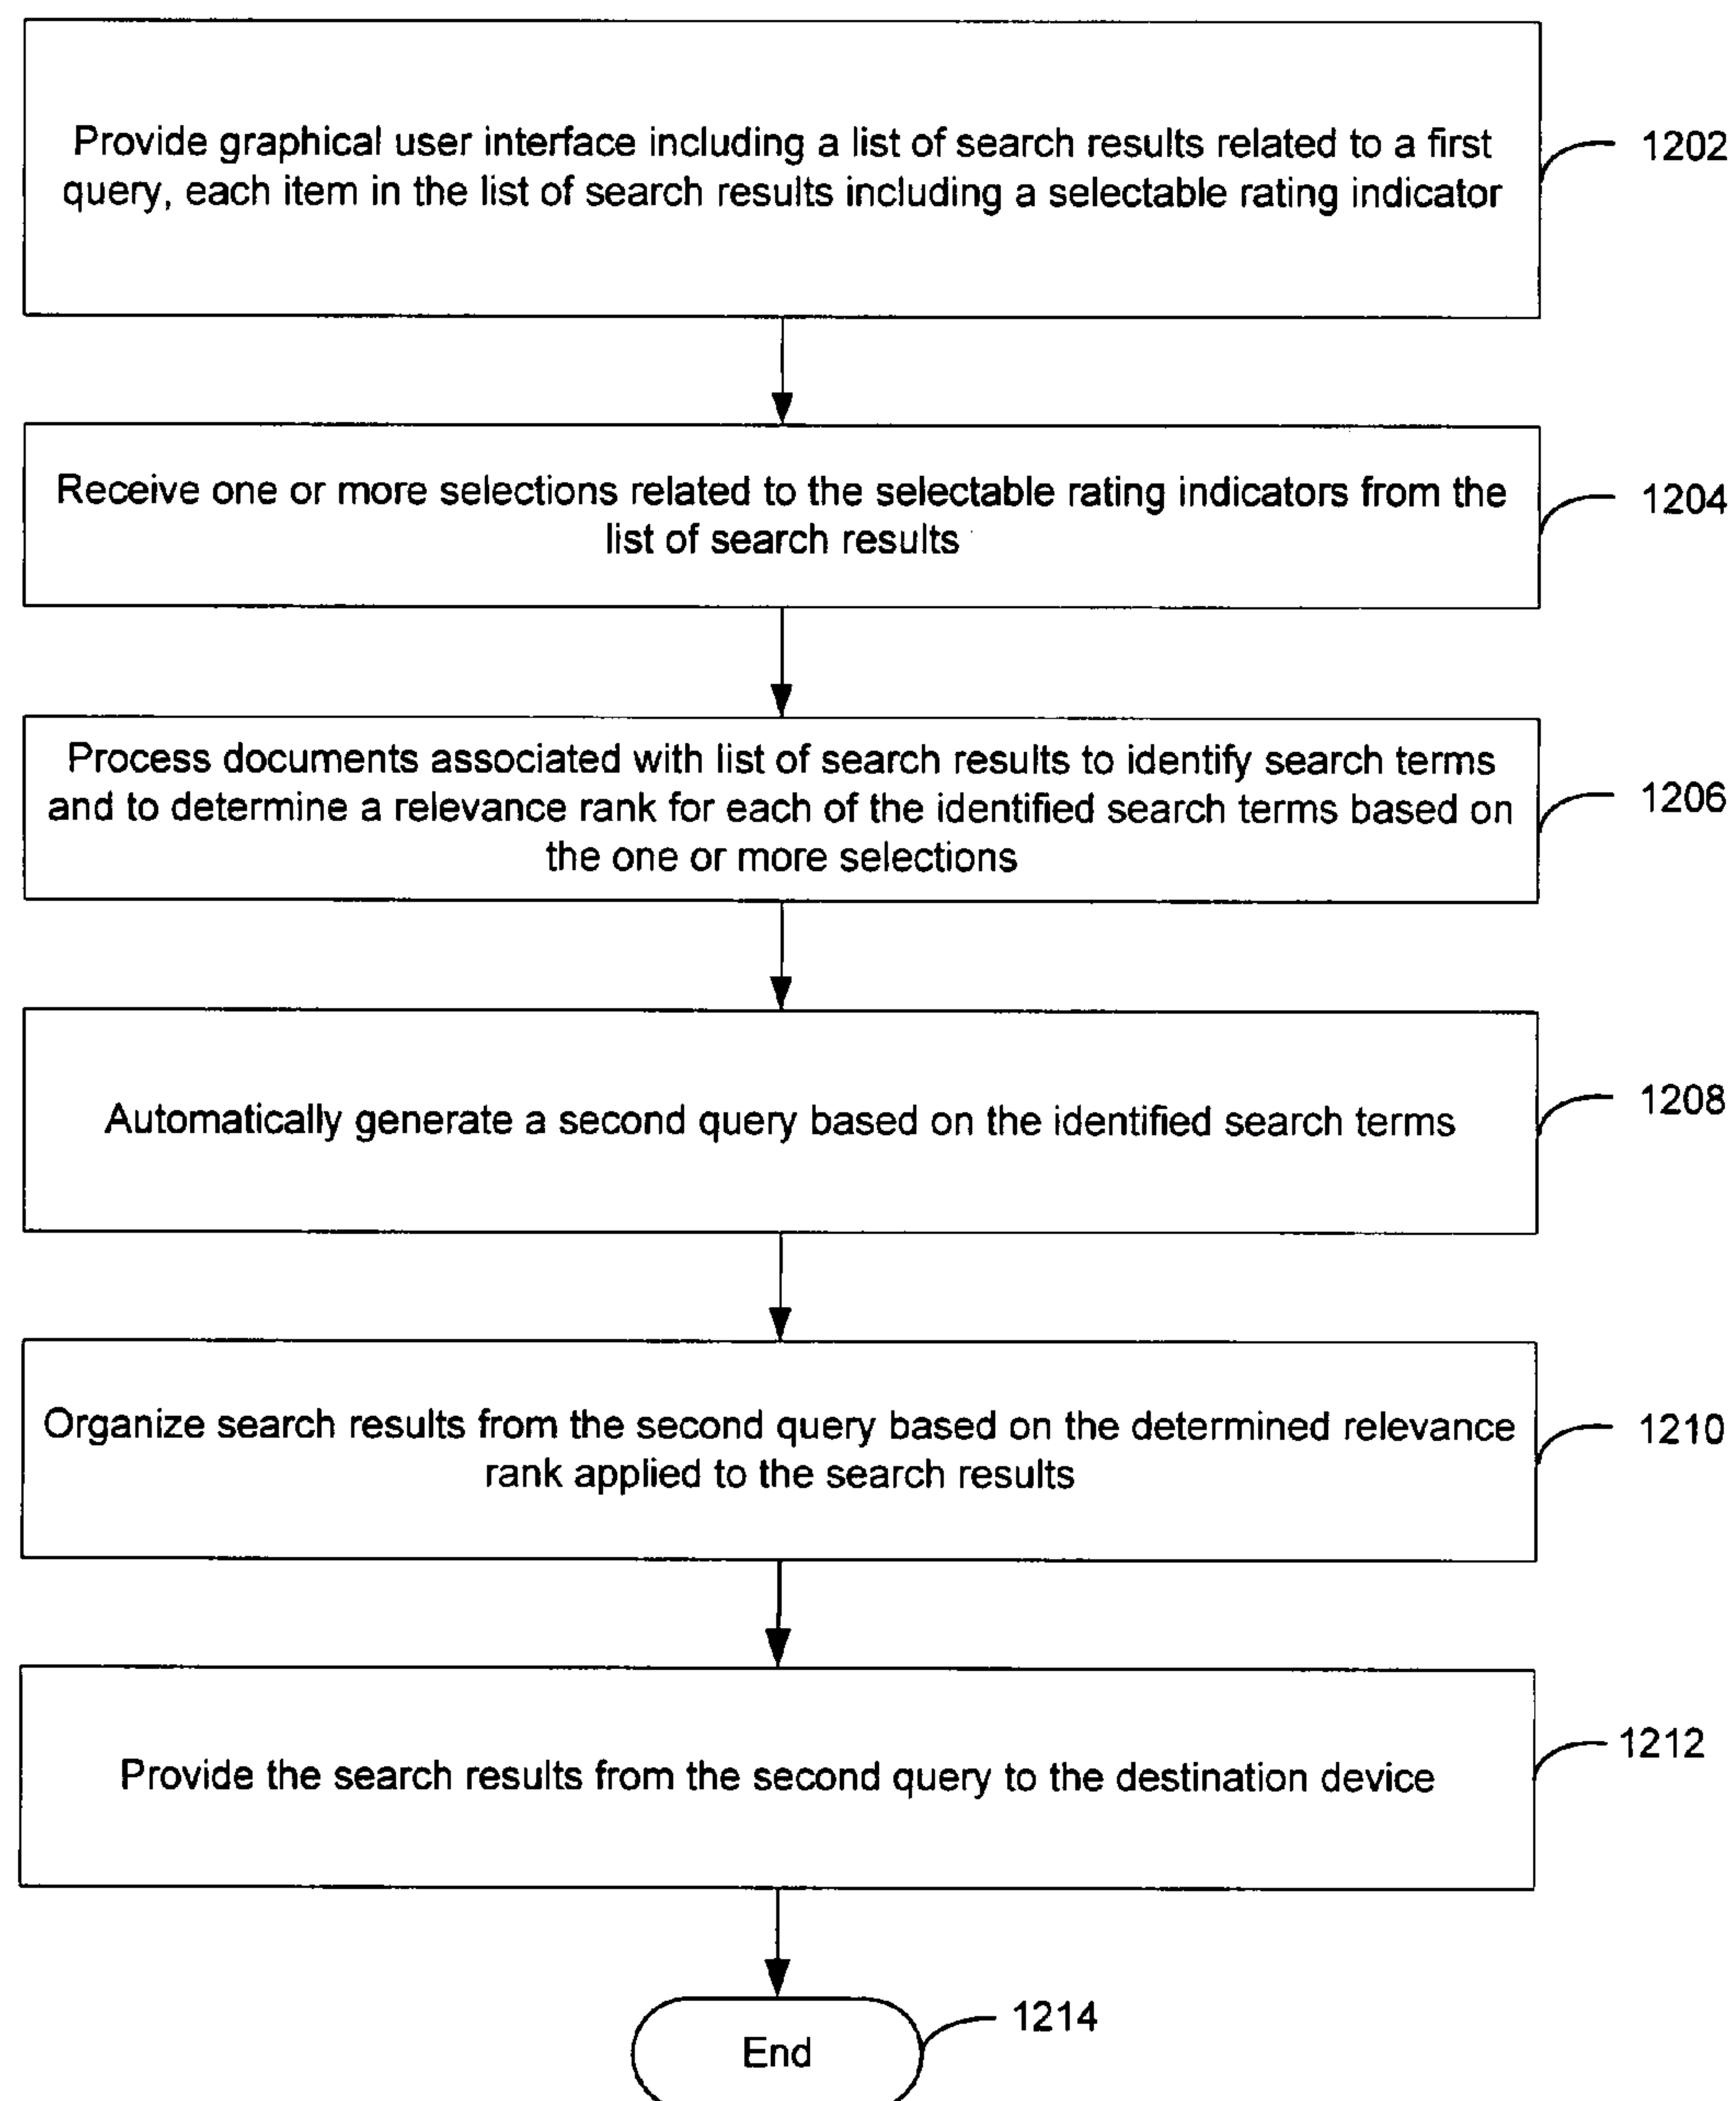 Provide graphical user interface including a list of search results related to a first
query, each item in the list of search results including a selectable rating indicator
1202
Receive one or more selections related to the selectable rating indicators from the
list of search results
1204
Process documents associated with list of search results to identify search terms
and to determine a relevance rank for each of the identified search terms based on
the one or more selections
1206
Automatically generate a second query based on the identified search terms
1208
Organize search results from the second query based on the determined relevance
rank applied to the search results
1210
Provide the search results from the second query to the destination device
1212
End
1214